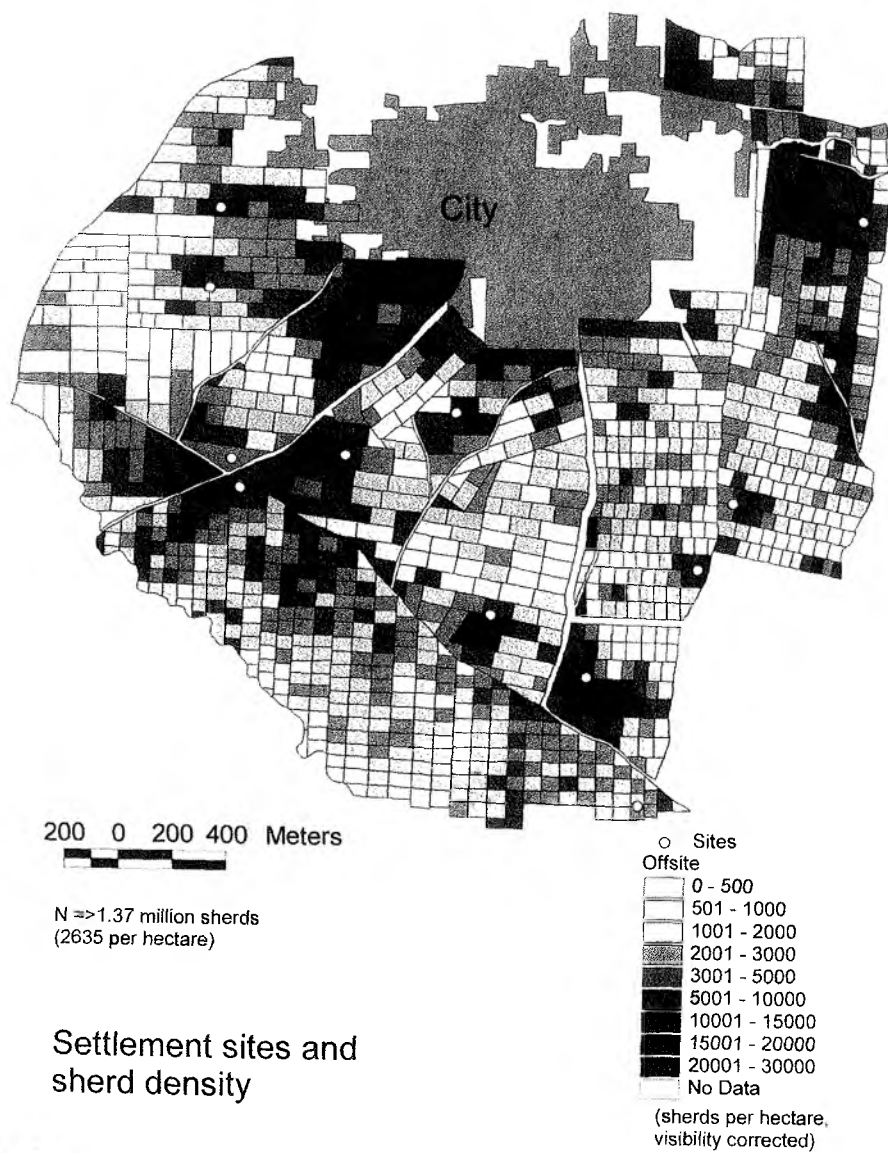 City
200 0 200 400 Meters
N =>1.37 million sherds
(2635 per hectare)
Settlement sites and
sherd density
Sites
Offsite
0 - 500
501 - 1000
1001 - 2000
2001 - 3000
3001 - 5000
5001 - 10000
10001 - 15000
15001 - 20000
20001 - 30000
No Data
(sherds per hectare,
visibility corrected)